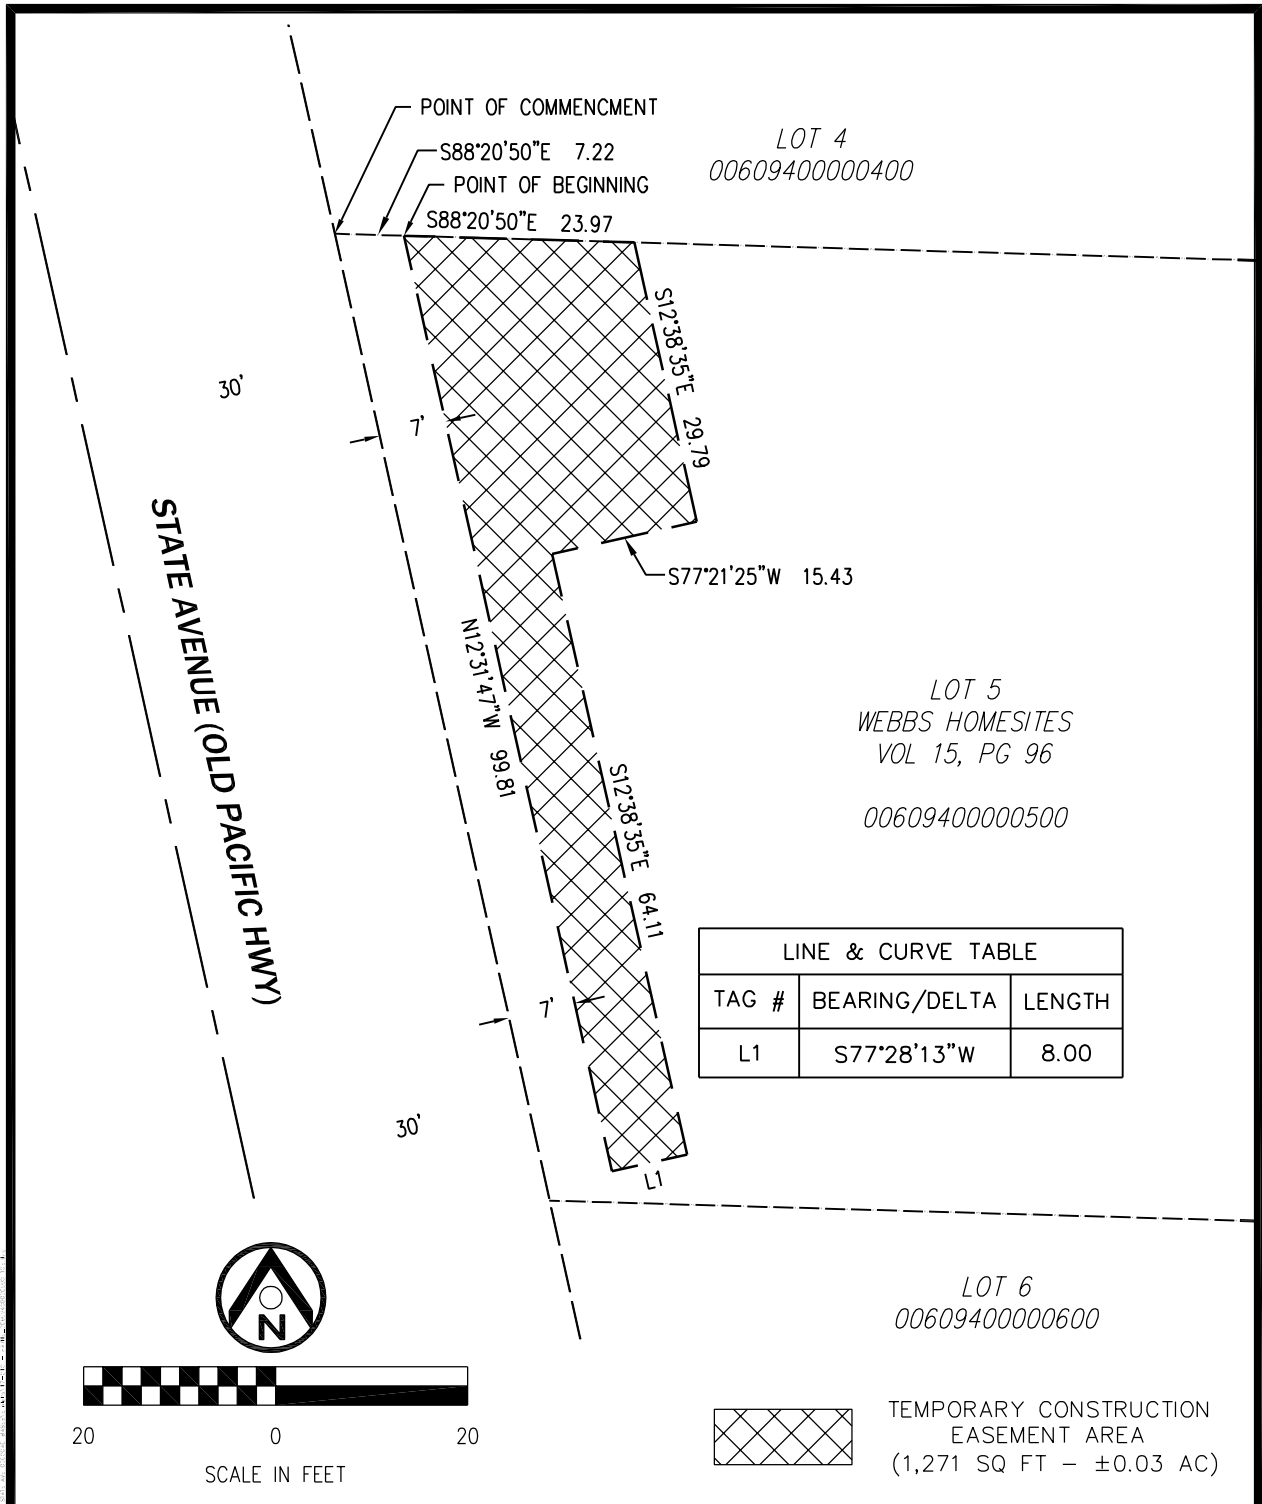 POINT OF COMMENCMENT
S88°20'50"E 7.22
POINT OF BEGINNING
S88°20'50"E 23.97
LOT 4
00609400000400
S12°38'35"E 29.79
30'
7'
STATE AVENUE (OLD PACIFIC HWY)
S77°21'25"W 15.43
N12°31'47"W 99.81
LOT 5
WEBBS HOMESITES
VOL 15, PG 96
00609400000500
S12°38'35"E 64.11
LINE & CURVE TABLE
TAG # BEARING/DELTA LENGTH
L1 S77°28'13"W 8.00
7'
30'
L1
N
LOT 6
00609400000600
20 0 20
SCALE IN FEET
TEMPORARY CONSTRUCTION
EASEMENT AREA
(1,271 SQ FT – ±0.03 AC)